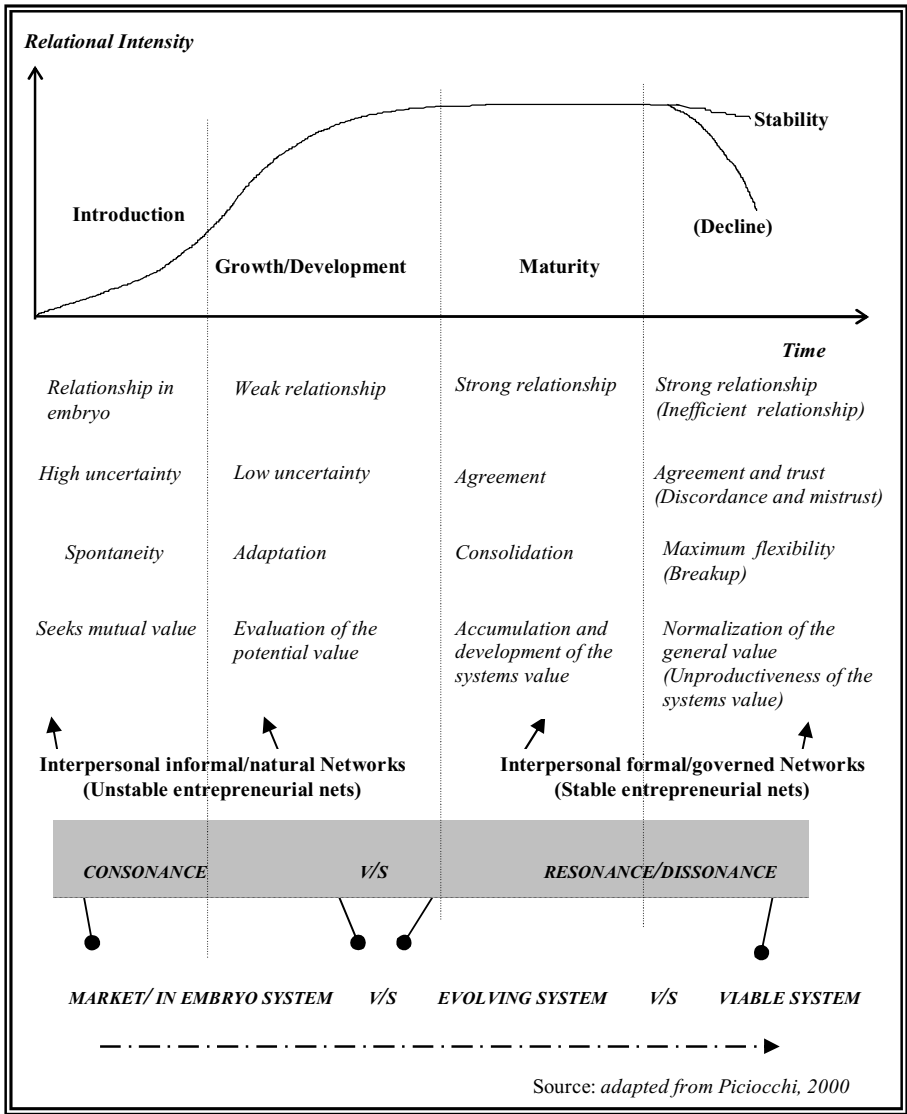 Relational Intensity
Stability
Introduction
(Decline)
Growth/Development
Maturity
Time
Relationship in
embryo
Weak relationship
Strong relationship
Strong relationship
(Inefficient relationship)
High uncertainty
Low uncertainty
Agreement
Agreement and trust
(Discordance and mistrust)
Spontaneity
Adaptation
Consolidation
Maximum flexibility
(Breakup)
Seeks mutual value
Evaluation of the
potential value
Accumulation and
development of the
systems value
Normalization of the
general value
(Unproductiveness of the
systems value)
Interpersonal informal/natural Networks
(Unstable entrepreneurial nets)
Interpersonal formal/governed Networks
(Stable entrepreneurial nets)
CONSONANCE V/S RESONANCE/DISSONANCE
MARKET/ IN EMBRYO SYSTEM V/S EVOLVING SYSTEM V/S VIABLE SYSTEM
Source: adapted from Piciocchi, 2000